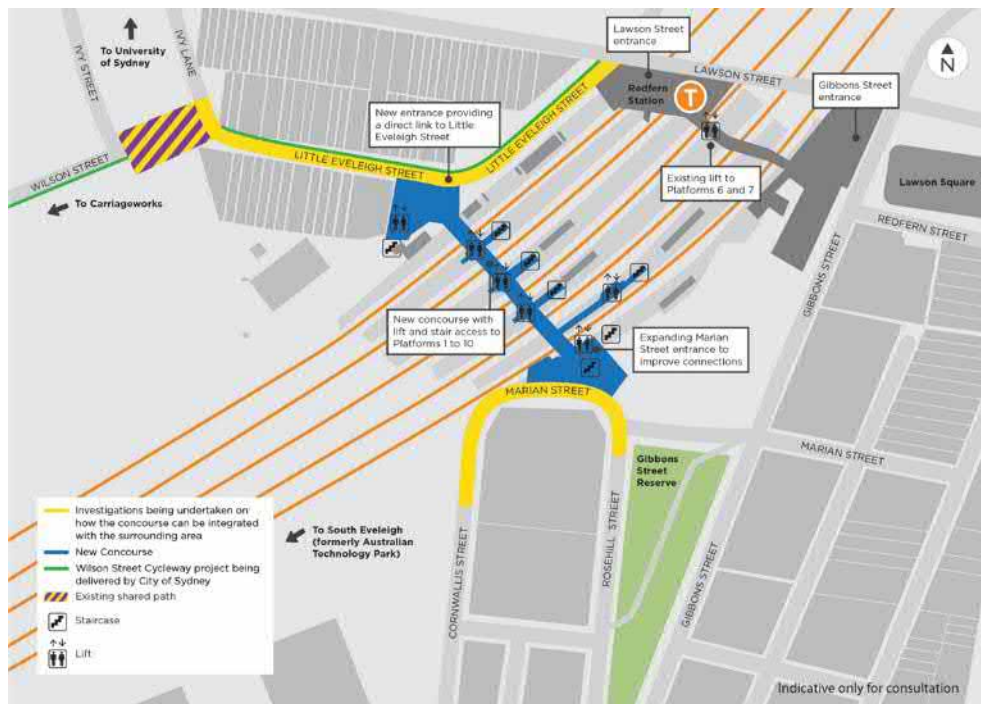 To University
of Sydney
IVY STREET
IVY LANE
Lawson Street
entrance
LAWSON STREET
Redfern
Station
T
Gibbons Street
entrance
N
New entrance providing
a direct link to Little
Eveleigh Street
LITTLE EVELEIGH STREET
LITTLE EVELEIGH STREET
WILSON STREET
To Carriageworks
Existing lift to
Platforms 6 and 7
Lawson Square
REDFERN STREET
GIBBONS STREET
New concourse with
lift and stair access to
Platforms 1 to 10
Expanding Marian
Street entrance to
improve connections
MARIAN STREET
MARIAN STREET
Gibbons
Street
Reserve
CORNWALLIS STREET
ROSEHILL STREET
GIBBONS STREET
To South Eveleigh
(formerly Australian
Technology Park)
Investigations being undertaken on
how the concourse can be integrated
with the surrounding area
New Concourse
Wilson Street Cycleway project being
delivered by City of Sydney
Existing shared path
Staircase
Lift
Indicative only for consultation